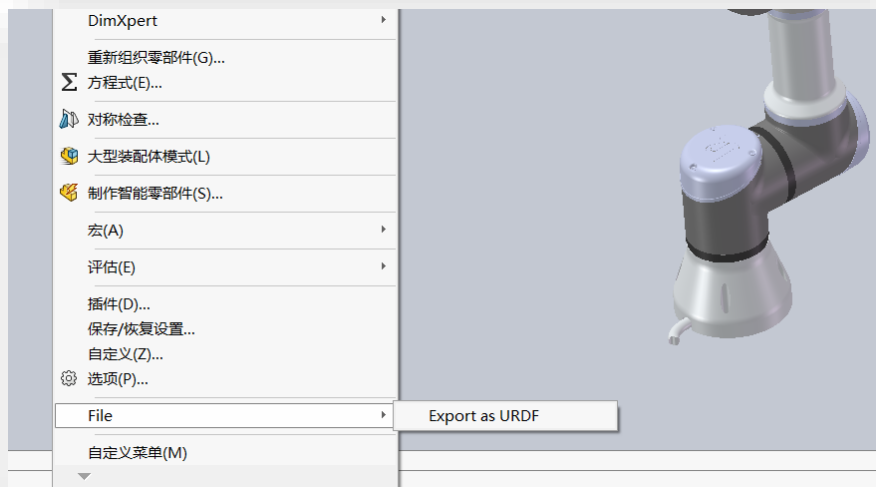 DimXpert
重新组织零部件(G)...
方程式(E)...
对称检查...
大型装配体模式(L)
制作智能零部件(S)...
宏(A)
评估(E)
插件(D)...
保存/恢复设置...
自定义(Z)...
选项(P)...
File
Export as URDF
自定义菜单(M)